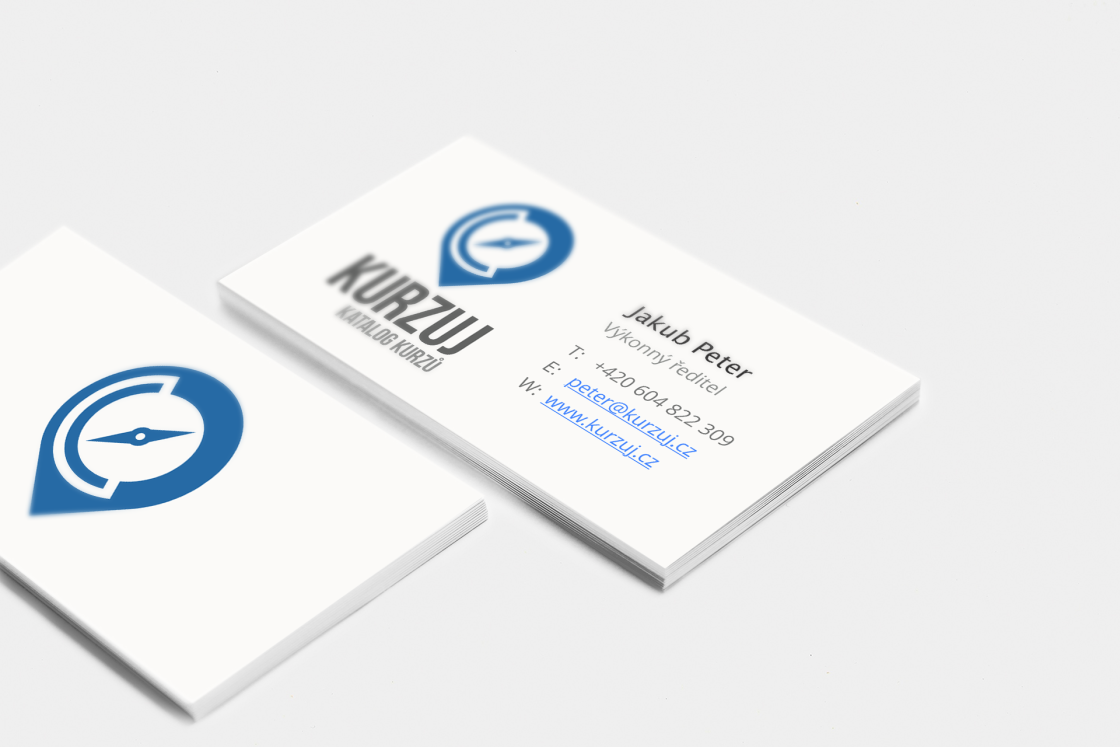 KURZUJ
KATALOG KURZŮ
Jakub Peter
Výkonný ředitel
T: +420 604 822 309
E: peter@kurzuj.cz
W: www.kurzuj.cz